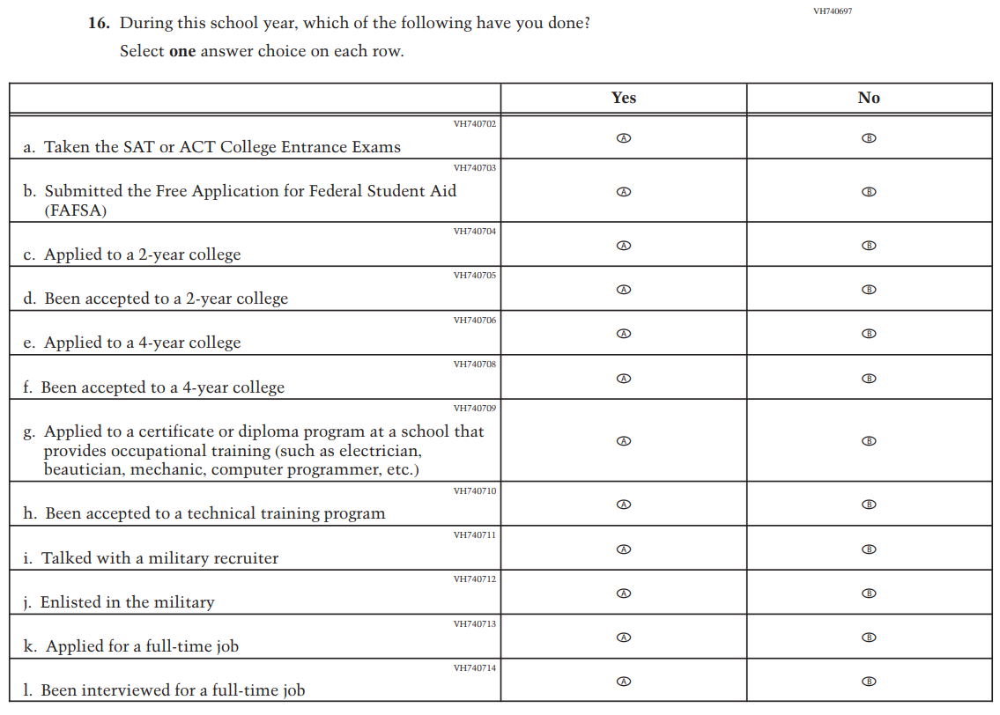 VH740697
16. During this school year, which of the following have you done?
Select one answer choice on each row.
Yes No
VH740702
a. Taken the SAT or ACT College Entrance Exams A B
VH740703
b. Submitted the Free Application for Federal Student Aid A B
(FAFSA)
VH740704
c. Applied to a 2-year college A B
VH740705
d. Been accepted to a 2-year college A B
VH740706
e. Applied to a 4-year college A B
VH740708
f. Been accepted to a 4-year college A B
VH740709
g. Applied to a certificate or diploma program at a school that
provides occupational training (such as electrician, A B
beautician, mechanic, computer programmer, etc.)
VH740710
h. Been accepted to a technical training program A B
VH740711
i. Talked with a military recruiter A B
VH740712
j. Enlisted in the military A B
VH740713
k. Applied for a full-time job A B
VH740714
l. Been interviewed for a full-time job A B